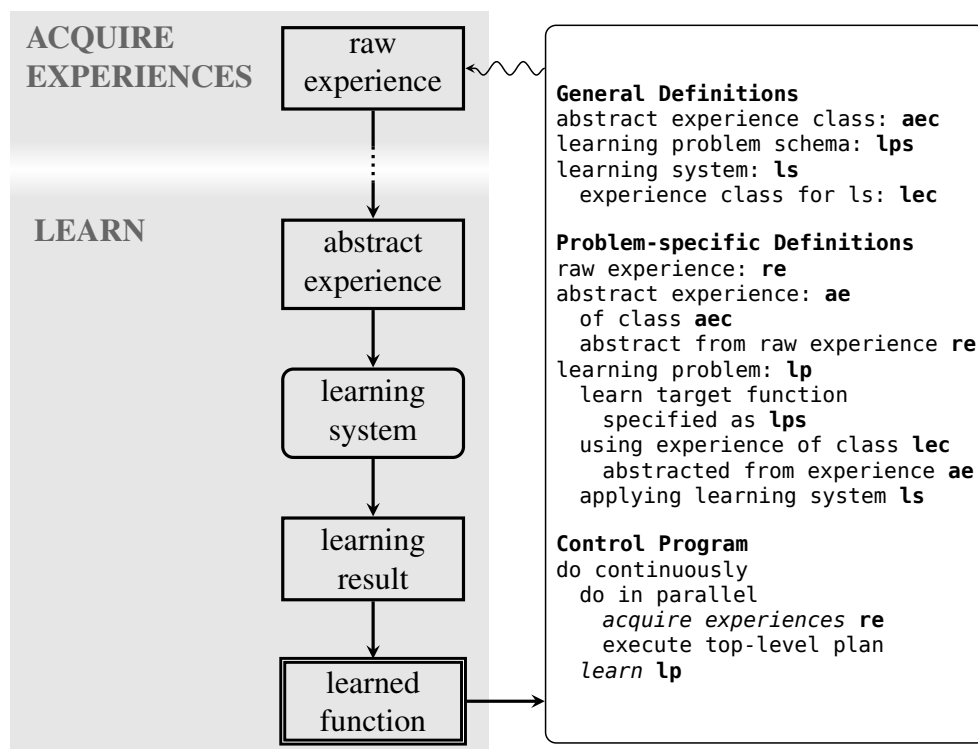 ACQUIRE
EXPERIENCES
raw
experience
LEARN
abstract
experience
learning
system
learning
result
learned
function
General Definitions
abstract experience class: aec
learning problem schema: lps
learning system: ls
experience class for ls: lec
Problem-specific Definitions
raw experience: re
abstract experience: ae
of class aec
abstract from raw experience re
learning problem: lp
learn target function
specified as lps
using experience of class lec
abstracted from experience ae
applying learning system ls
Control Program
do continuously
do in parallel
acquire experiences re
execute top-level plan
learn lp